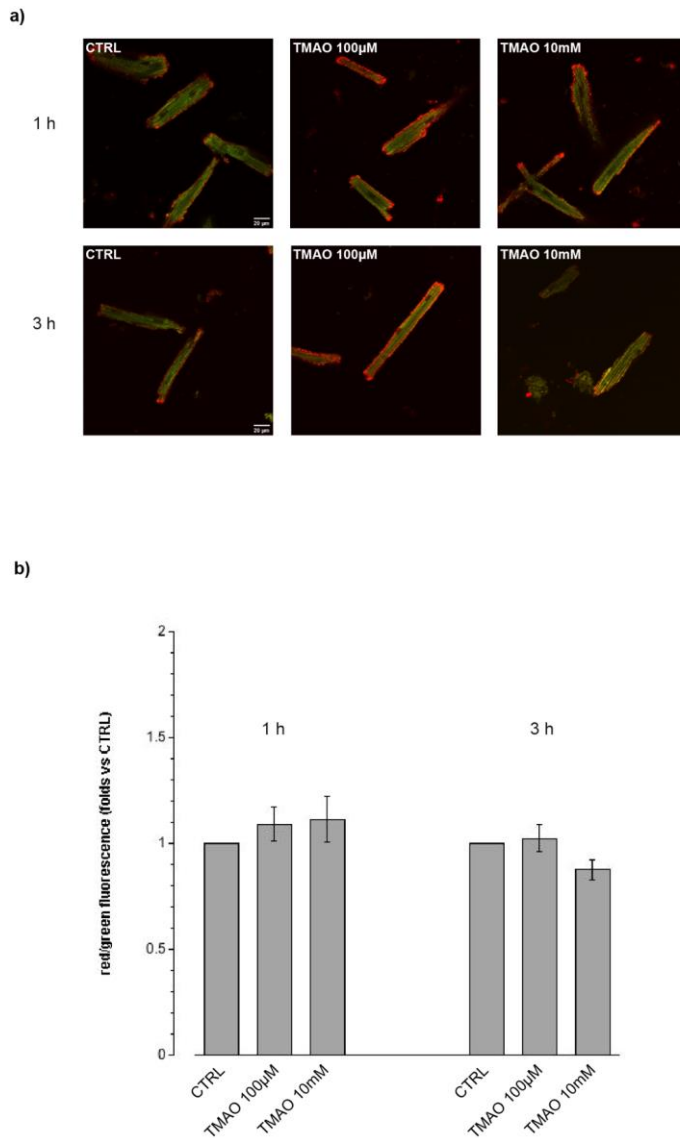 a)
CTRL TMAO 100µM TMAO 10mM
1 h
20 µm
CTRL TMAO 100µM TMAO 10mM
3 h
20 µm
b)
2
1.5
1
0.5
0
red/green fluorescence (folds vs CTRL)
1 h 3 h
CTRL TMAO 100µM TMAO 10mM CTRL TMAO 100µM TMAO 10mM